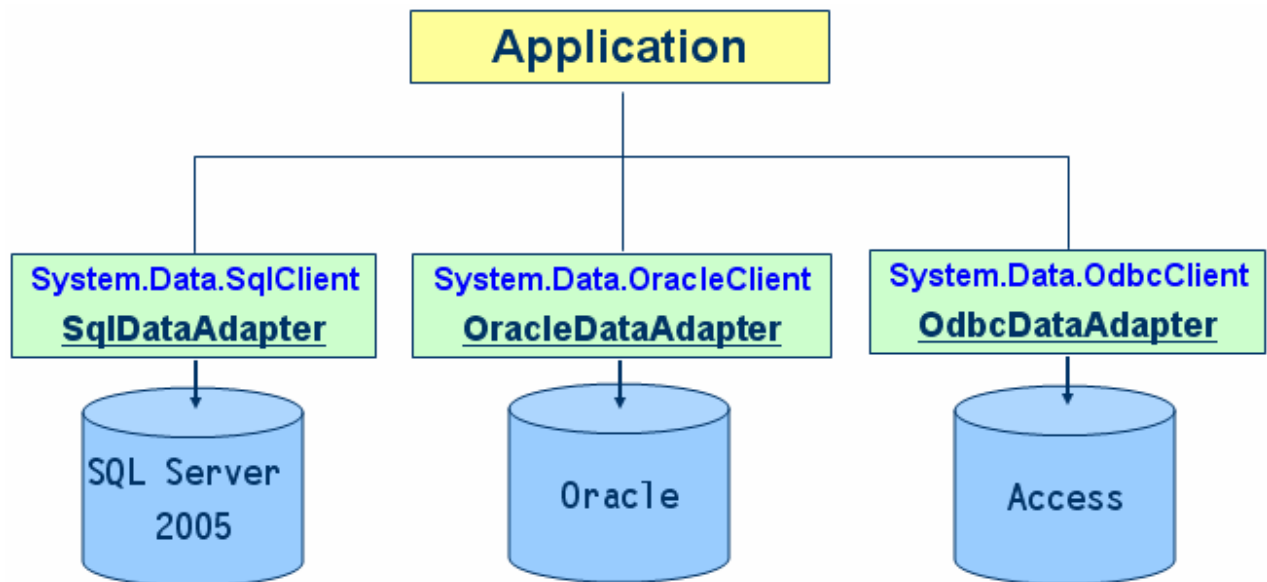 Application
System.Data.SqlClient
SqlDataAdapter
System.Data.OracleClient
OracleDataAdapter
System.Data.OdbcClient
OdbcDataAdapter
SQL Server
2005
Oracle
Access